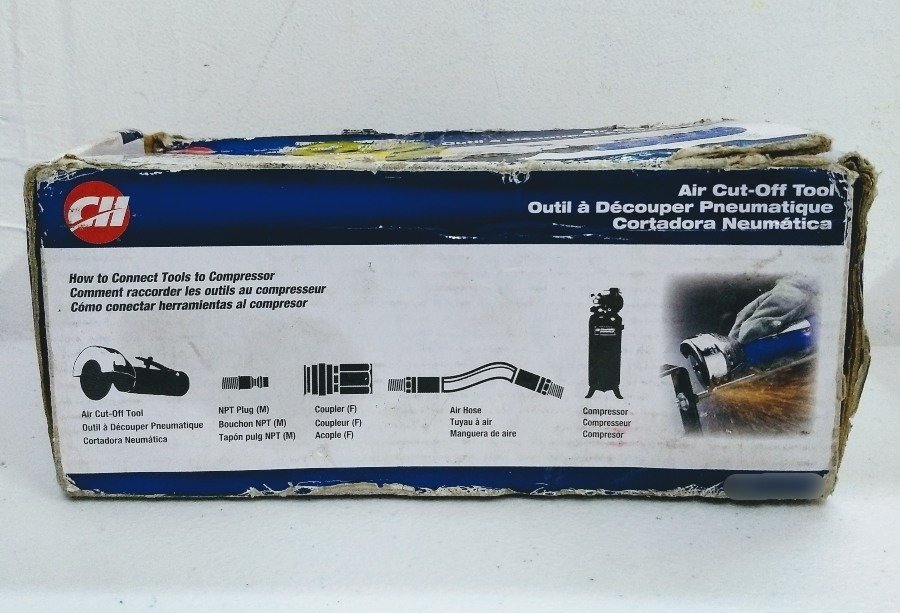 CH
Air Cut-Off Tool
Outil à Découper Pneumatique
Cortadora Neumática
How to Connect Tools to Compressor
Comment raccorder les outils au compresseur
Cómo conectar herramientas al compresor
Air Cut-Off Tool
Outil à Découper Pneumatique
Cortadora Neumática
NPT Plug (M)
Bouchon NPT (M)
Tapón pulg NPT (M)
Coupler (F)
Coupleur (F)
Acople (F)
Air Hose
Tuyau à air
Manguera de aire
Compressor
Compresseur
Compresor